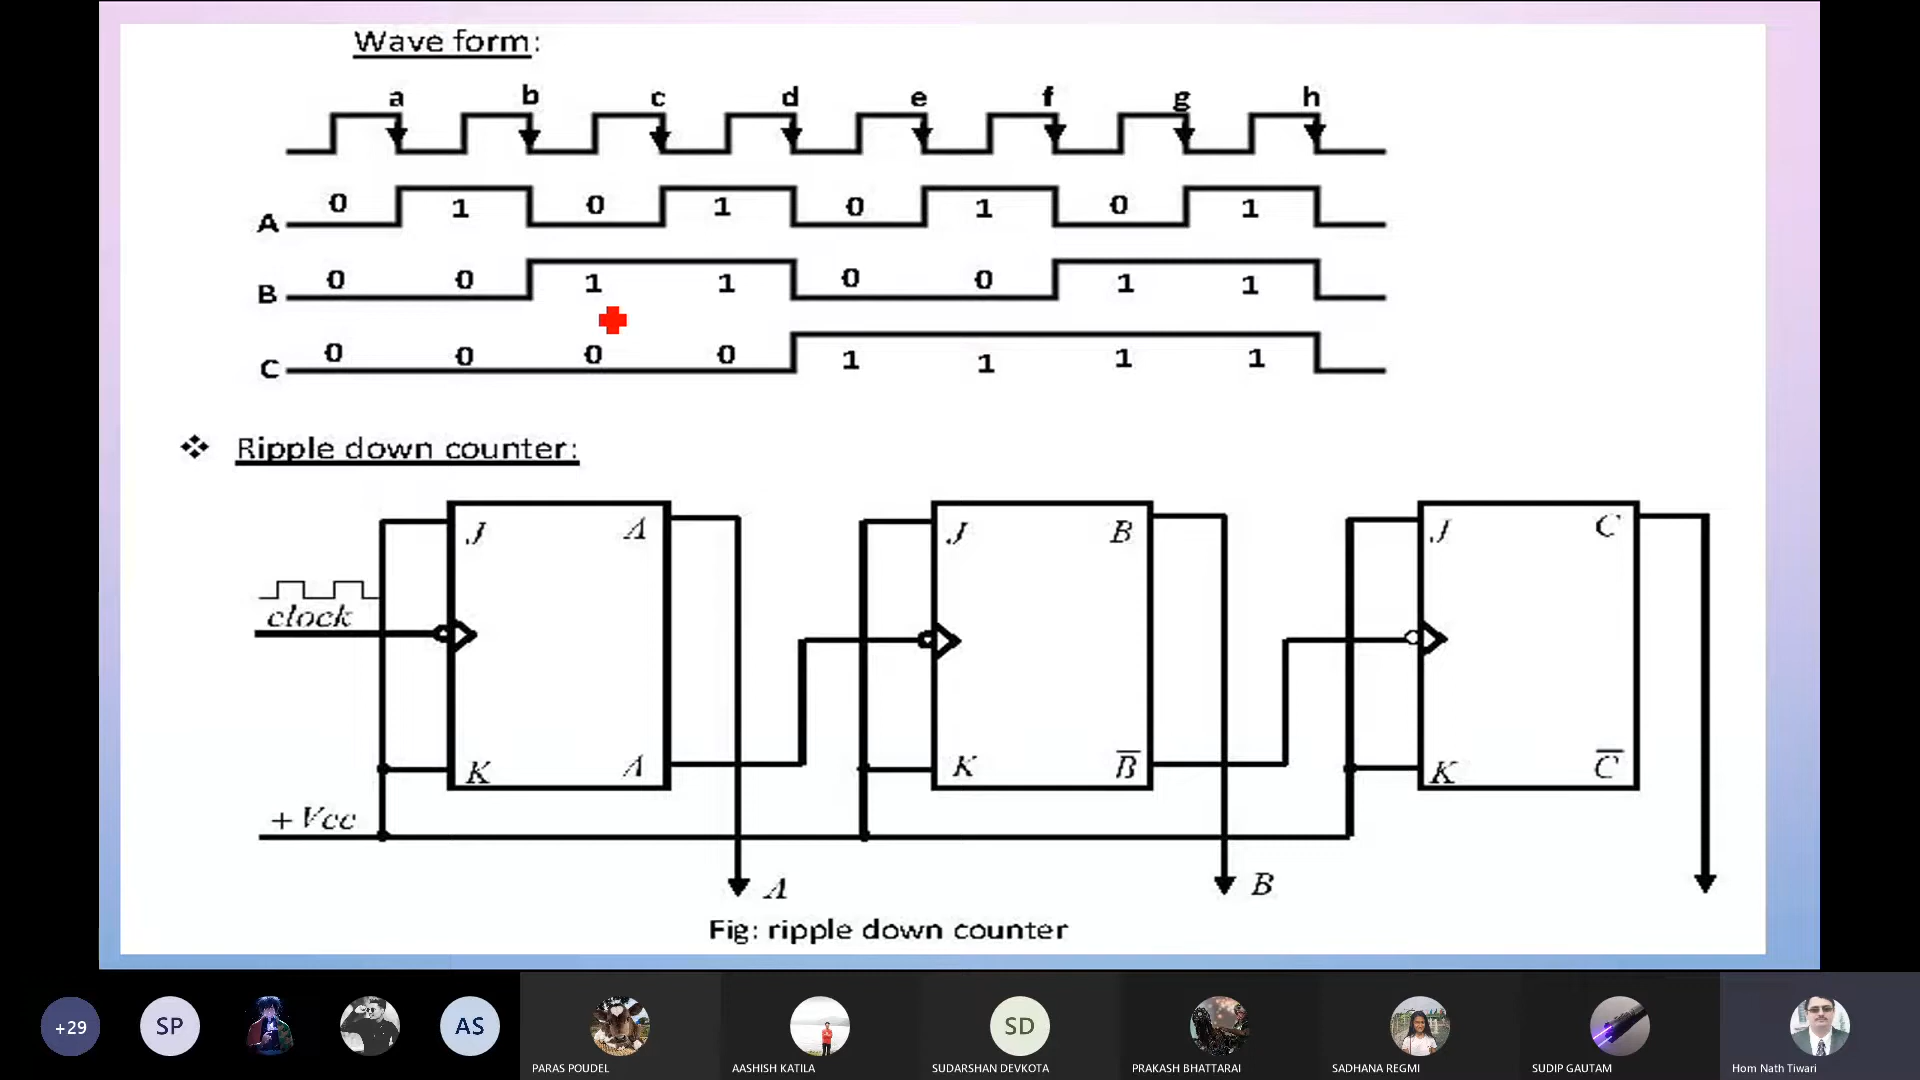 Wave form:
a b c d e f g h
A 0 1 0 1 0 1 0 1
B 0 0 1 1 0 0 1 1
C 0 0 0 0 1 1 1 1
❖ Ripple down counter:
J A J B J C
clock
K A K B̅ K C̅
+Vcc
A B
Fig: ripple down counter
+29 SP AS SD
PARAS POUDEL AASHISH KATILA SUDARSHAN DEVKOTA PRAKASH BHATTARAI SADHANA REGMI SUDIP GAUTAM Hom Nath Tiwari